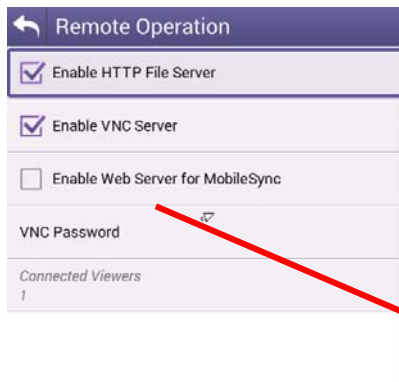 Remote Operation
Enable HTTP File Server
Enable VNC Server
Enable Web Server for MobileSync
VNC Password
Connected Viewers
1